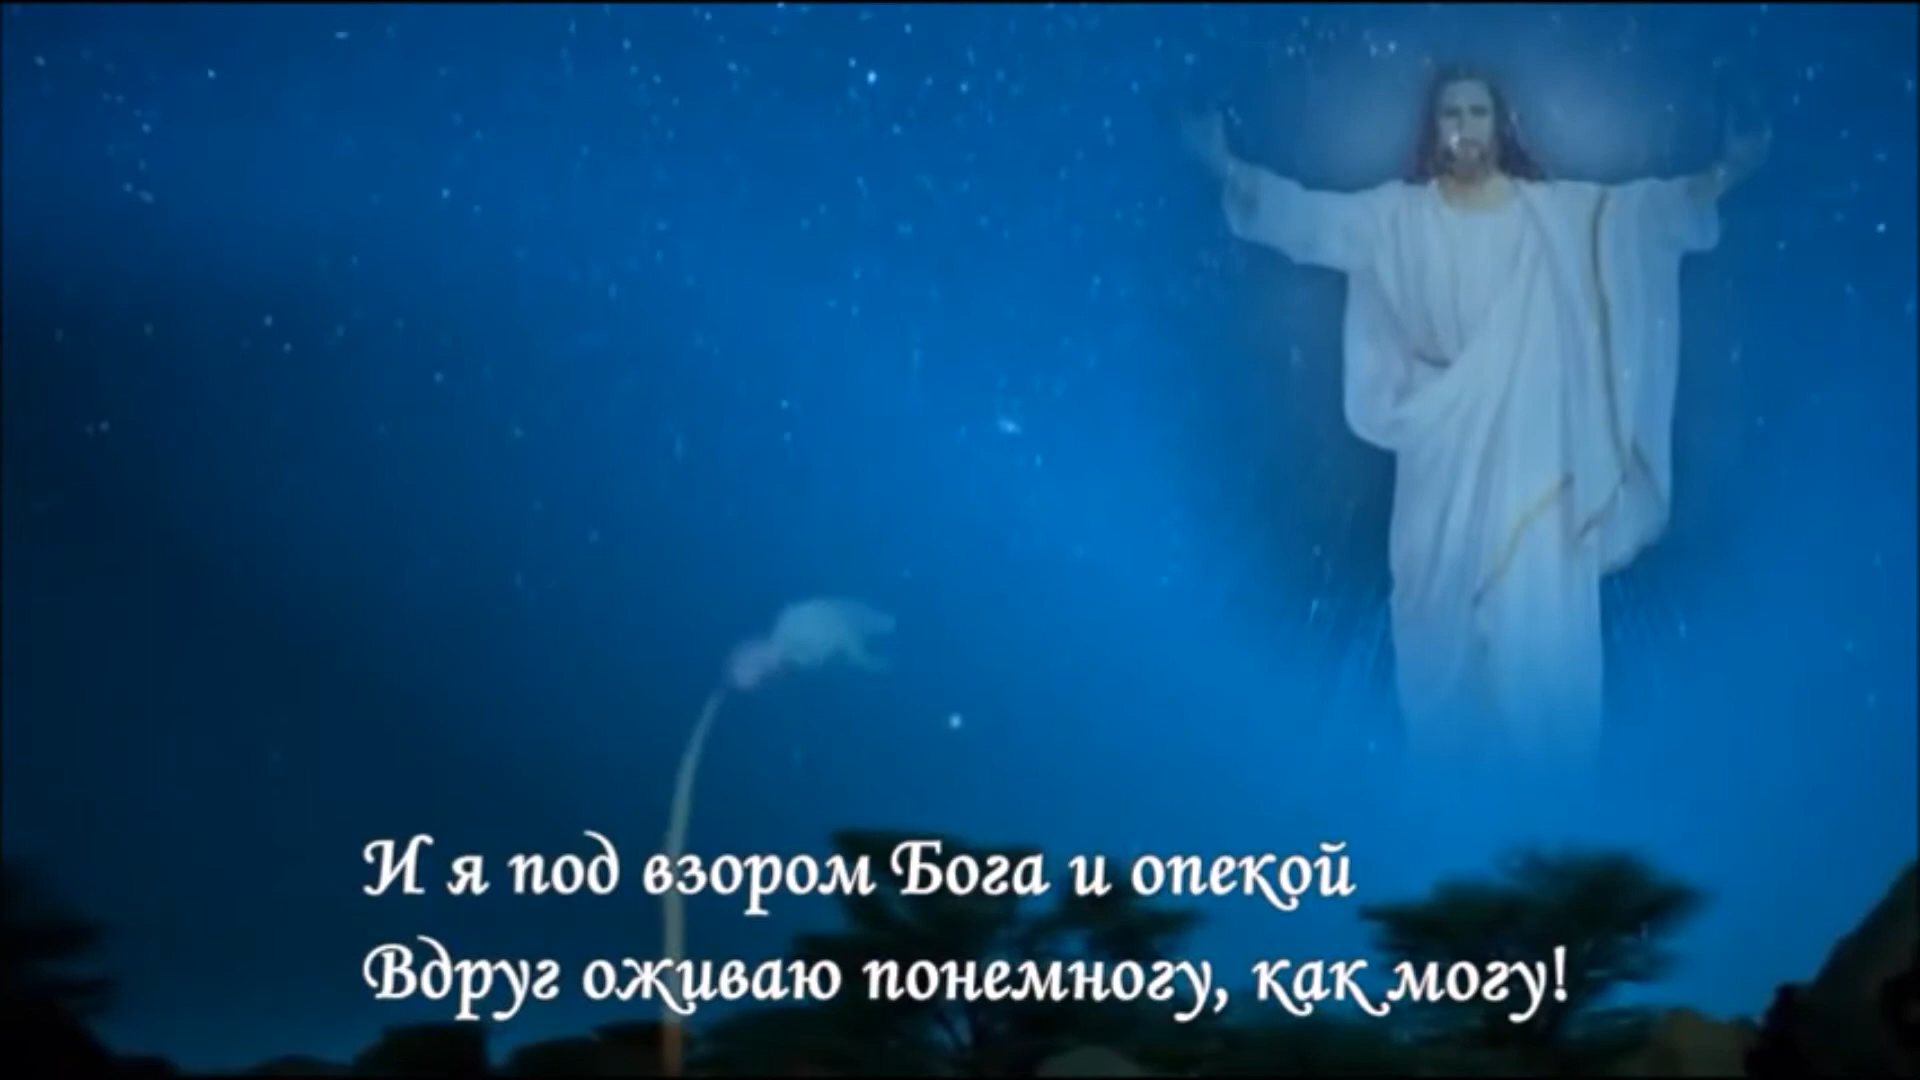 И я под взором Бога и опекой
Вдруг оживаю понемногу, как могу!